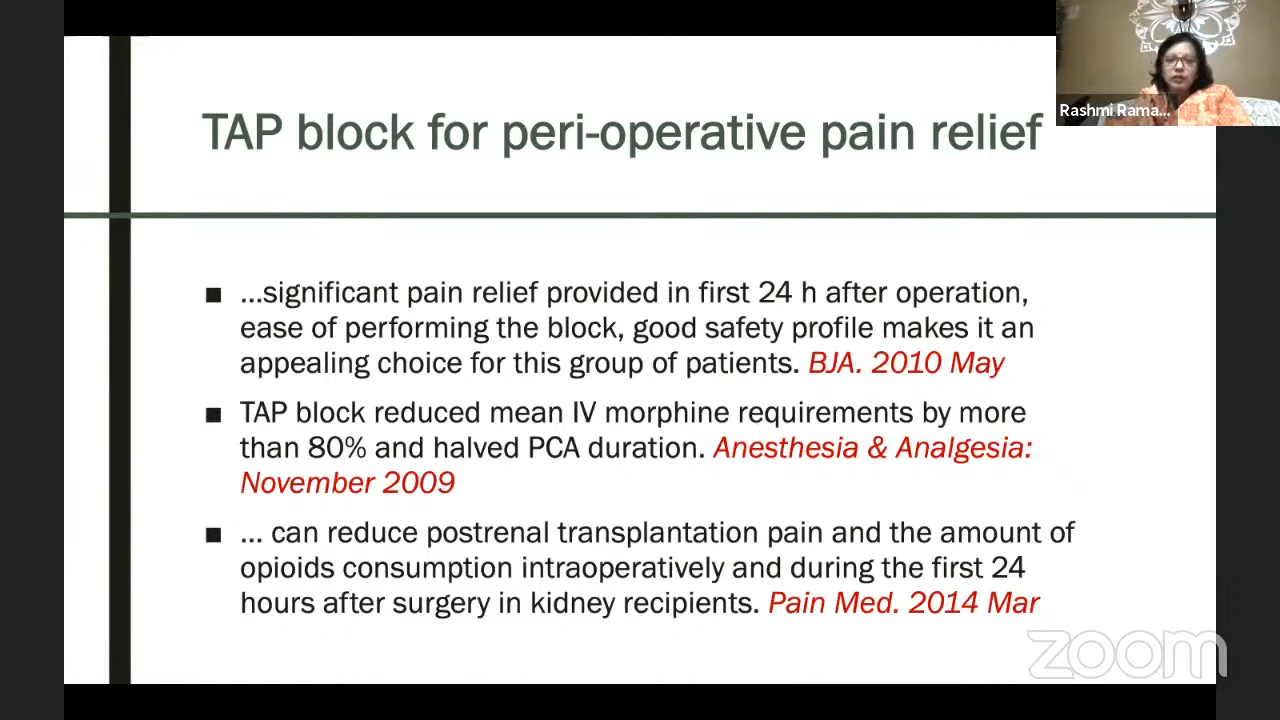 Rashmi Rama...
TAP block for peri-operative pain relief
■ ...significant pain relief provided in first 24 h after operation,
ease of performing the block, good safety profile makes it an
appealing choice for this group of patients. BJA. 2010 May
■ TAP block reduced mean IV morphine requirements by more
than 80% and halved PCA duration. Anesthesia & Analgesia:
November 2009
■ ... can reduce postrenal transplantation pain and the amount of
opioids consumption intraoperatively and during the first 24
hours after surgery in kidney recipients. Pain Med. 2014 Mar
zoom